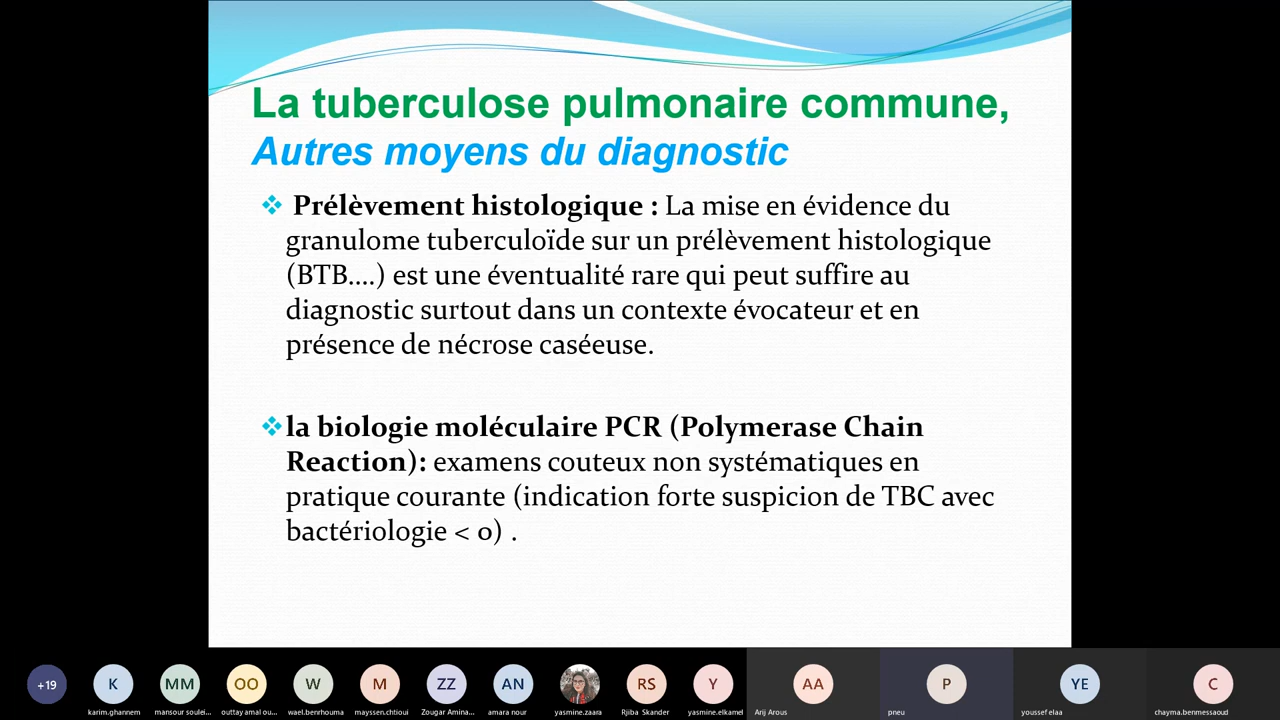 La tuberculose pulmonaire commune,
Autres moyens du diagnostic
❖ Prélèvement histologique : La mise en évidence du
granulome tuberculoïde sur un prélèvement histologique
(BTB....) est une éventualité rare qui peut suffire au
diagnostic surtout dans un contexte évocateur et en
présence de nécrose caséeuse.
❖la biologie moléculaire PCR (Polymerase Chain
Reaction): examens couteux non systématiques en
pratique courante (indication forte suspicion de TBC avec
bactériologie < 0) .
+19 K MM OO W M ZZ AN RS Y AA P YE C
karim.ghannem mansour soulei... outtay amal ou... wael.benrhouma mayssen.chtioui Zougar Amina... amara nour yasmine.zaara Rjiba Skander yasmine.elkamel Arij Arous pneu youssef elaa chayma.benmessaoud